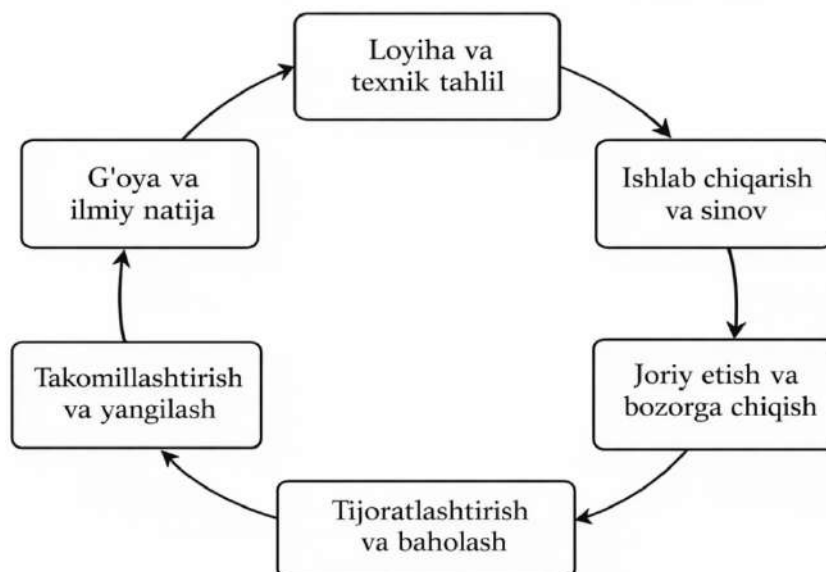 Loyiha va
texnik tahlil
G'oya va
ilmiy natija
Ishlab chiqarish
va sinov
Takomillashtirish
va yangilash
Joriy etish va
bozorga chiqish
Tijoratlashtirish
va baholash